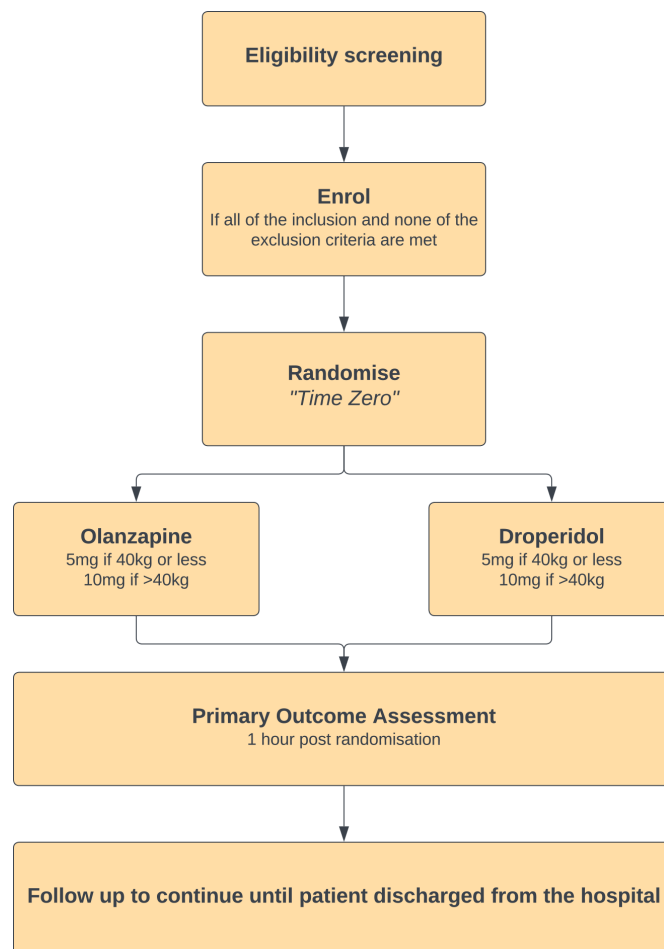 Eligibility screening
Enrol
If all of the inclusion and none of the
exclusion criteria are met
Randomise
"Time Zero"
Olanzapine
5mg if 40kg or less
10mg if >40kg
Droperidol
5mg if 40kg or less
10mg if >40kg
Primary Outcome Assessment
1 hour post randomisation
Follow up to continue until patient discharged from the hospital